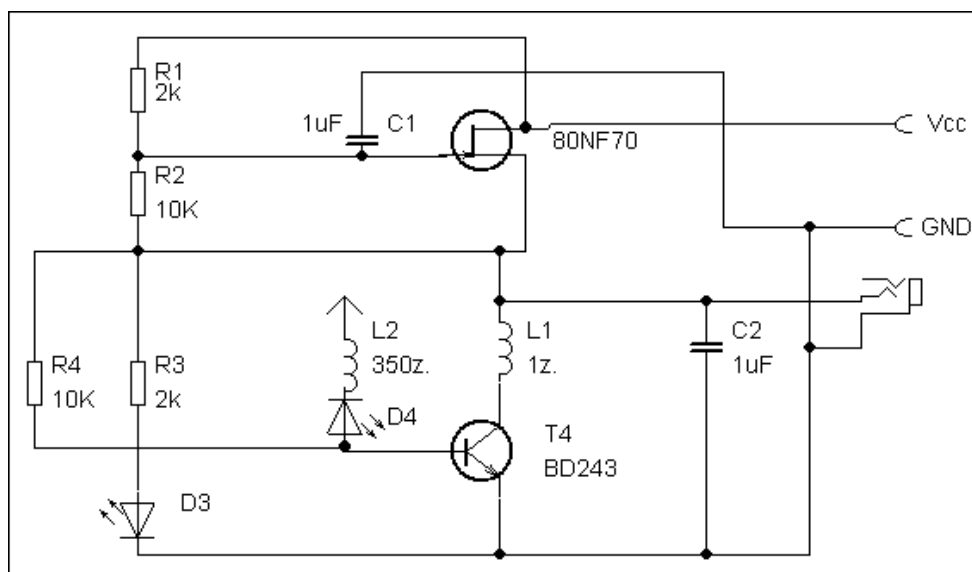 R1
2k
1uF
C1
80NF70
Vcc
R2
10K
GND
R4
10K
R3
2k
L2
350z.
L1
1z.
C2
1uF
D4
T4
BD243
D3